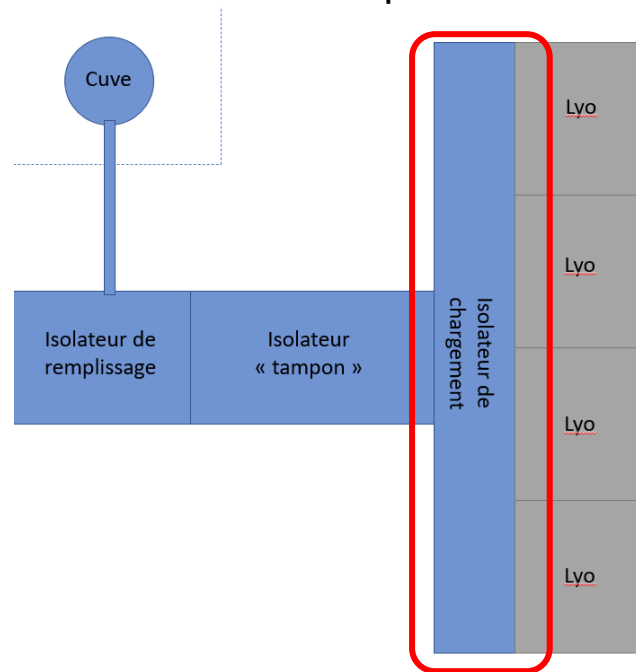 Cuve
Lyo
Lyo
Isolateur de
remplissage
Isolateur
« tampon »
Isolateur de
chargement
Lyo
Lyo